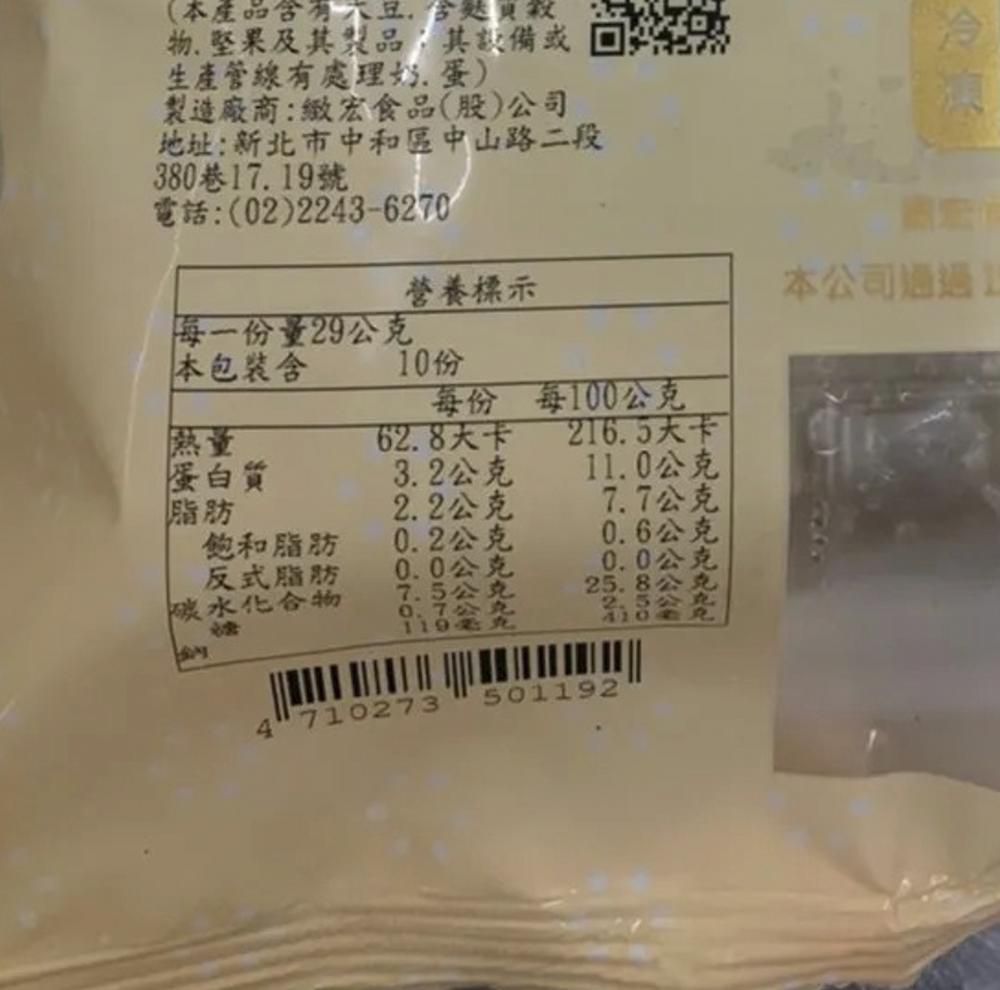 (本產品含有大豆.含麩質穀
物.堅果及其製品,其設備或
生產管線有處理奶.蛋)
製造廠商:緻宏食品(股)公司
地址:新北市中和區中山路二段
380巷17.19號
電話:(02)2243-6270
冷凍
本公司通過
營養標示
每一份量29公克
本包裝含 10份
每份 每100公克
熱量 62.8大卡 216.5大卡
蛋白質 3.2公克 11.0公克
脂肪 2.2公克 7.7公克
飽和脂肪 0.2公克 0.6公克
反式脂肪 0.0公克 0.0公克
碳水化合物 7.5公克 25.8公克
糖 0.7公克 2.5公克
鈉 119毫克 410毫克
4 710273 501192